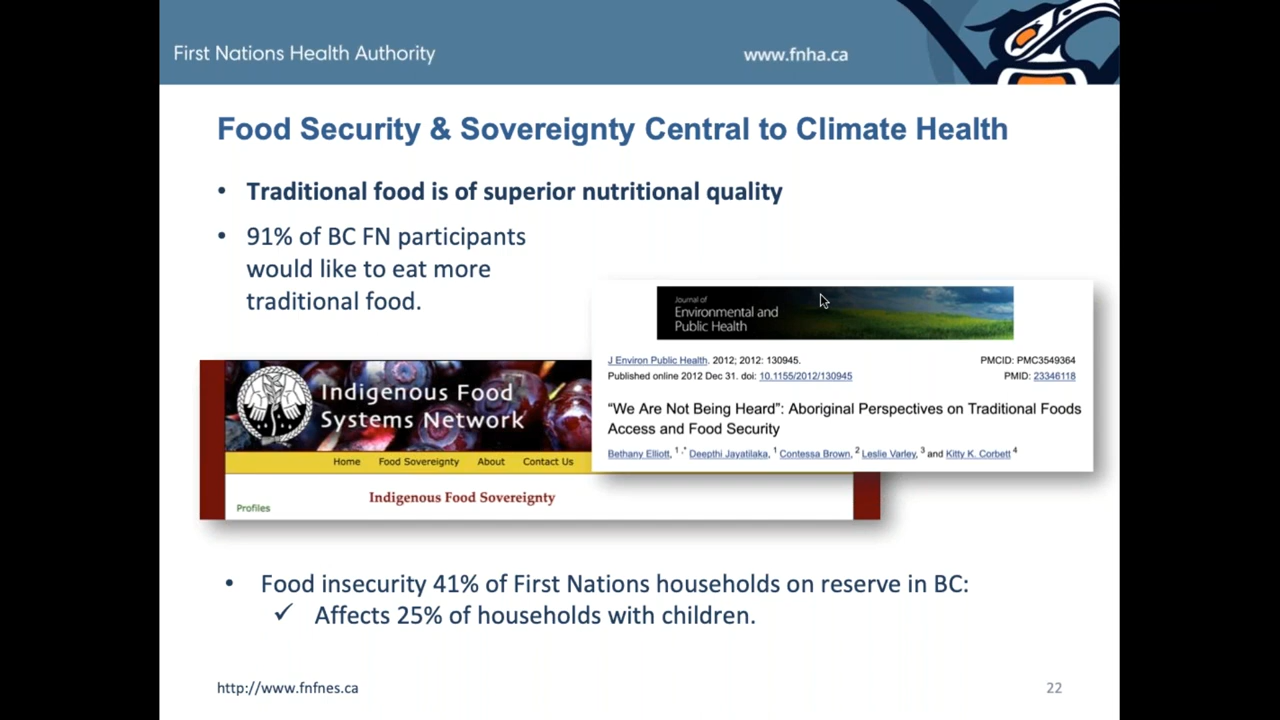 First Nations Health Authority
www.fnha.ca
Food Security & Sovereignty Central to Climate Health
• Traditional food is of superior nutritional quality
• 91% of BC FN participants
would like to eat more
traditional food.
Journal of
Environmental and
Public Health
J Environ Public Health. 2012; 2012: 130945.
PMCID: PMC3549364
Published online 2012 Dec 31. doi: 10.1155/2012/130945
PMID: 23346118
“We Are Not Being Heard”: Aboriginal Perspectives on Traditional Foods
Access and Food Security
Bethany Elliott, 1,* Deepthi Jayatilaka, 1 Contessa Brown, 2 Leslie Varley, 3 and Kitty K. Corbett 4
Indigenous Food
Systems Network
Home Food Sovereignty About Contact Us
Indigenous Food Sovereignty
Profiles
• Food insecurity 41% of First Nations households on reserve in BC:
✓ Affects 25% of households with children.
http://www.fnfnes.ca
22